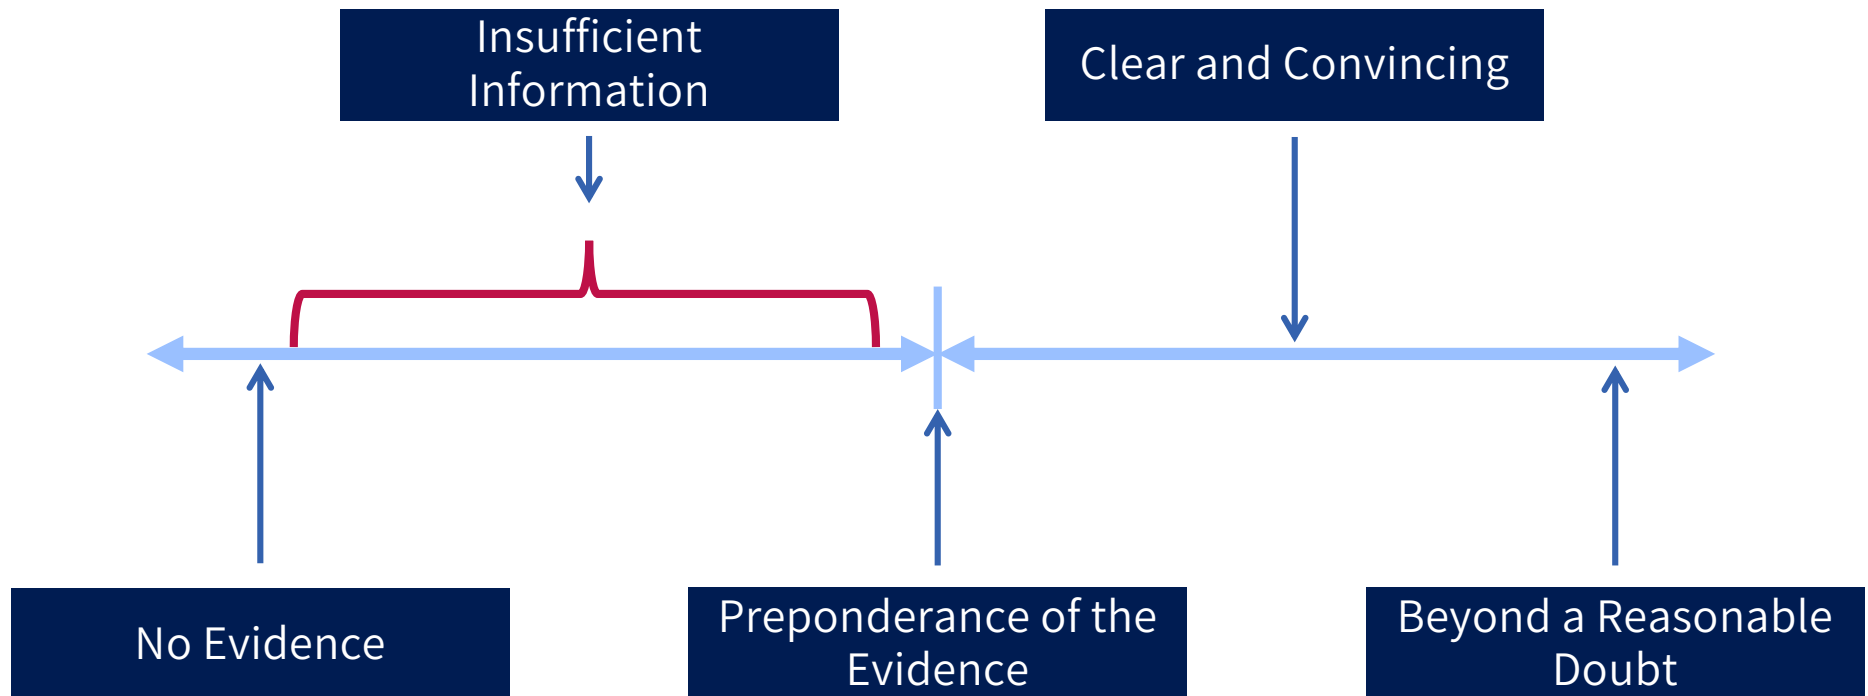 Insufficient
Information
Clear and Convincing
No Evidence
Preponderance of the
Evidence
Beyond a Reasonable
Doubt